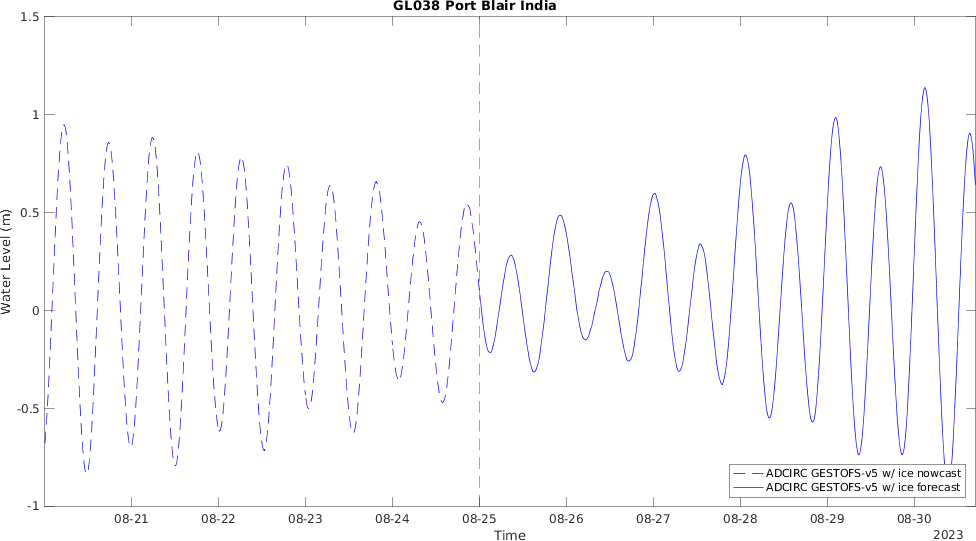 GL038 Port Blair India
1.5
1
0.5
0
-0.5
-1
Water Level (m)
08-21 08-22 08-23 08-24 08-25 08-26 08-27 08-28 08-29 08-30
Time
2023
ADCIRC GESTOFS-v5 w/ ice nowcast
ADCIRC GESTOFS-v5 w/ ice forecast